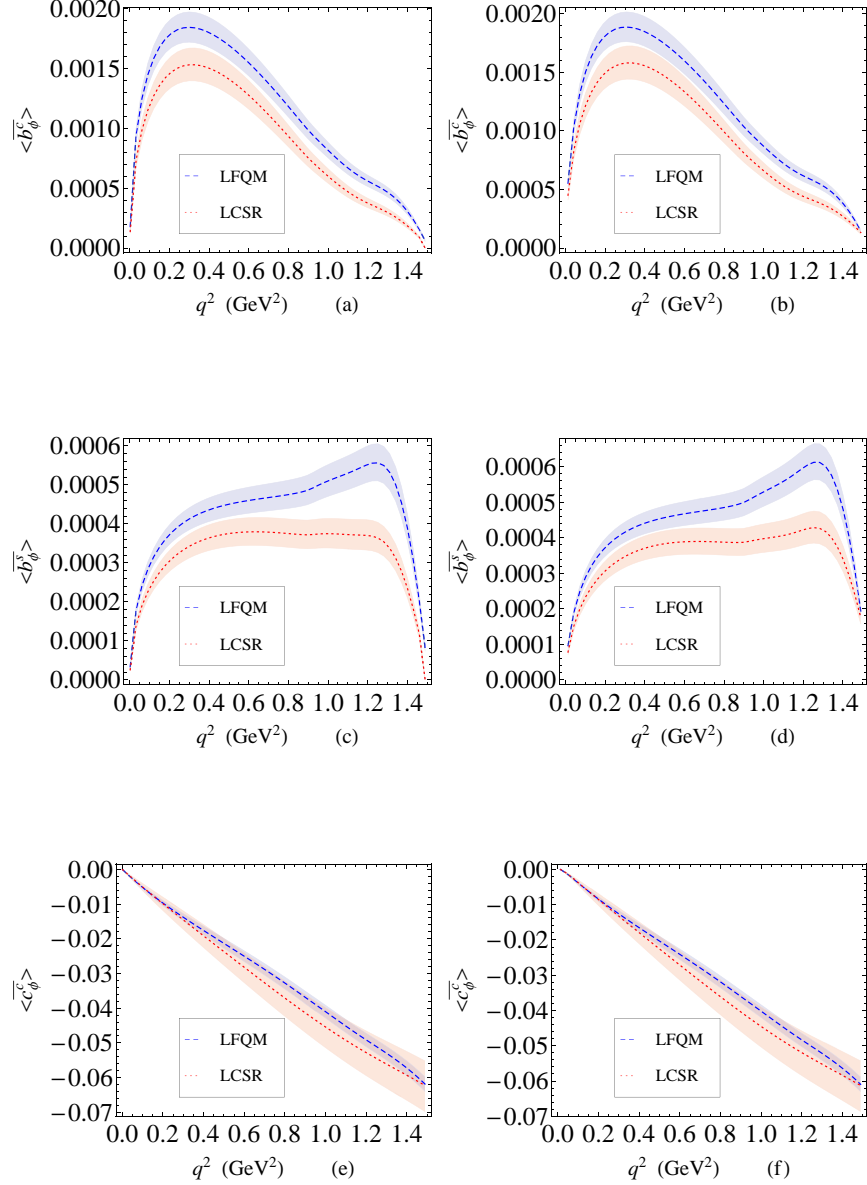 0.0020
0.0015
0.0010
0.0005
0.0000
<b̅ᶜ_ϕ>
LFQM
LCSR
0.0 0.2 0.4 0.6 0.8 1.0 1.2 1.4
q² (GeV²) (a)
0.0020
0.0015
0.0010
0.0005
0.0000
<b̅ᶜ_ϕ>
LFQM
LCSR
0.0 0.2 0.4 0.6 0.8 1.0 1.2 1.4
q² (GeV²) (b)
0.0006
0.0005
0.0004
0.0003
0.0002
0.0001
0.0000
<b̅ˢ_ϕ>
LFQM
LCSR
0.0 0.2 0.4 0.6 0.8 1.0 1.2 1.4
q² (GeV²) (c)
0.0006
0.0005
0.0004
0.0003
0.0002
0.0001
0.0000
<b̅ˢ_ϕ>
LFQM
LCSR
0.0 0.2 0.4 0.6 0.8 1.0 1.2 1.4
q² (GeV²) (d)
0.00
−0.01
−0.02
−0.03
−0.04
−0.05
−0.06
−0.07
<c̅ᶜ_ϕ>
LFQM
LCSR
0.0 0.2 0.4 0.6 0.8 1.0 1.2 1.4
q² (GeV²) (e)
0.00
−0.01
−0.02
−0.03
−0.04
−0.05
−0.06
−0.07
<c̅ᶜ_ϕ>
LFQM
LCSR
0.0 0.2 0.4 0.6 0.8 1.0 1.2 1.4
q² (GeV²) (f)